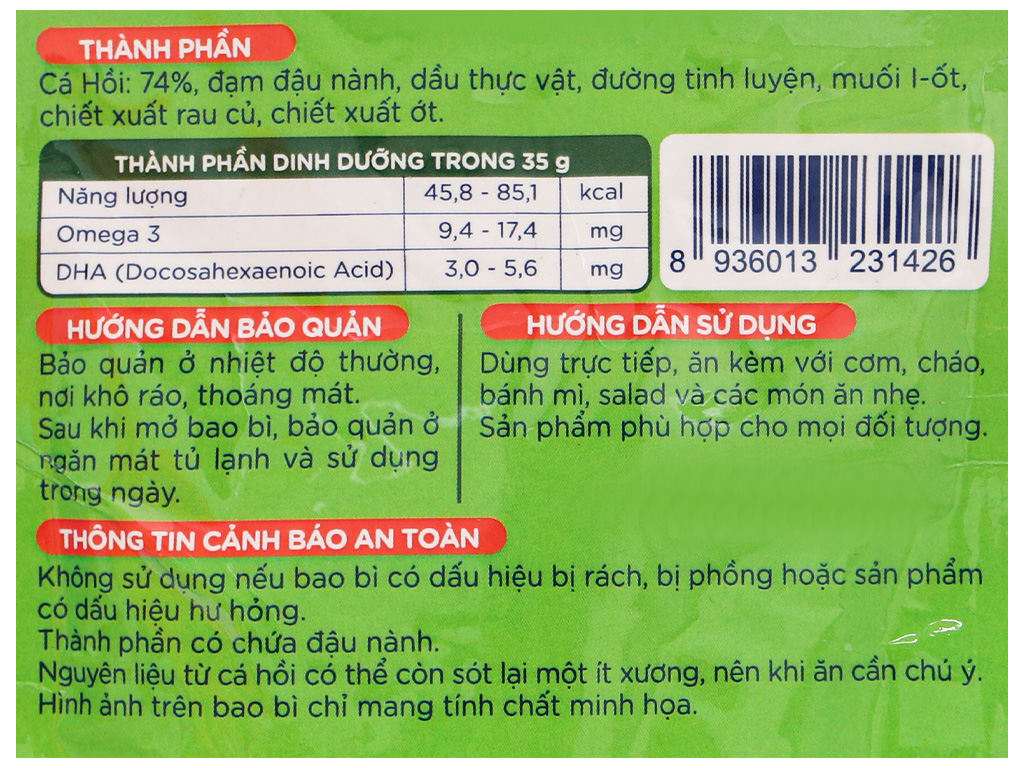 THÀNH PHẦN
Cá Hồi: 74%, đạm đậu nành, dầu thực vật, đường tinh luyện, muối I-ốt,
chiết xuất rau củ, chiết xuất ớt.
THÀNH PHẦN DINH DƯỠNG TRONG 35 g
Năng lượng 45,8 - 85,1 kcal
Omega 3 9,4 - 17,4 mg
DHA (Docosahexaenoic Acid) 3,0 - 5,6 mg
8 936013 231426
HƯỚNG DẪN BẢO QUẢN
Bảo quản ở nhiệt độ thường,
nơi khô ráo, thoáng mát.
Sau khi mở bao bì, bảo quản ở
ngăn mát tủ lạnh và sử dụng
trong ngày.
HƯỚNG DẪN SỬ DỤNG
Dùng trực tiếp, ăn kèm với cơm, cháo,
bánh mì, salad và các món ăn nhẹ.
Sản phẩm phù hợp cho mọi đối tượng.
THÔNG TIN CẢNH BÁO AN TOÀN
Không sử dụng nếu bao bì có dấu hiệu bị rách, bị phồng hoặc sản phẩm
có dấu hiệu hư hỏng.
Thành phần có chứa đậu nành.
Nguyên liệu từ cá hồi có thể còn sót lại một ít xương, nên khi ăn cần chú ý.
Hình ảnh trên bao bì chỉ mang tính chất minh họa.